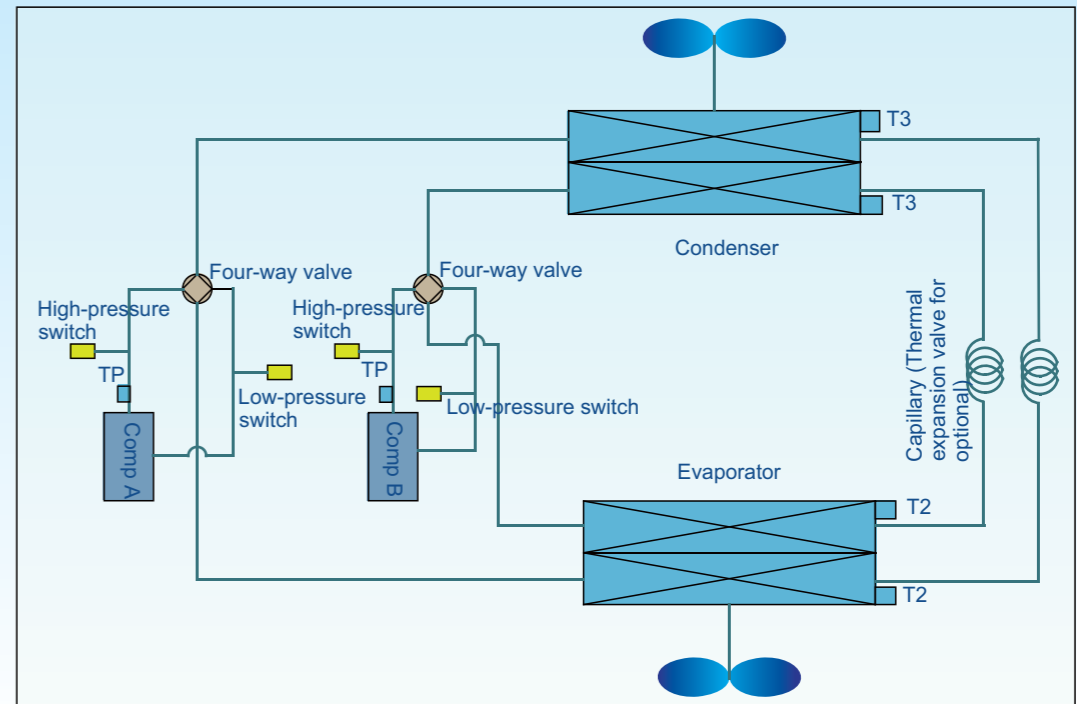 T3
T3
Condenser
Four-way valve
Four-way valve
High-pressure
switch
High-pressure
switch
TP
TP
Low-pressure
switch
Low-pressure switch
Comp A
Comp B
Capillary (Thermal
expansion valve for
optional)
Evaporator
T2
T2